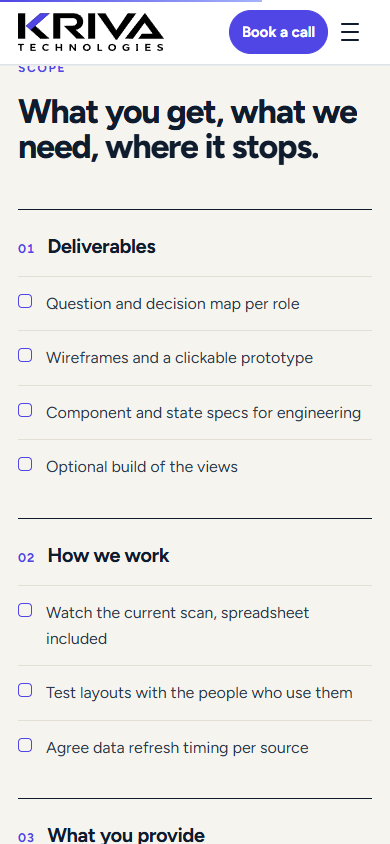 KRIVA
TECHNOLOGIES
Book a call
SCOPE
What you get, what we
need, where it stops.
01 Deliverables
Question and decision map per role
Wireframes and a clickable prototype
Component and state specs for engineering
Optional build of the views
02 How we work
Watch the current scan, spreadsheet
included
Test layouts with the people who use them
Agree data refresh timing per source
03 What you provide